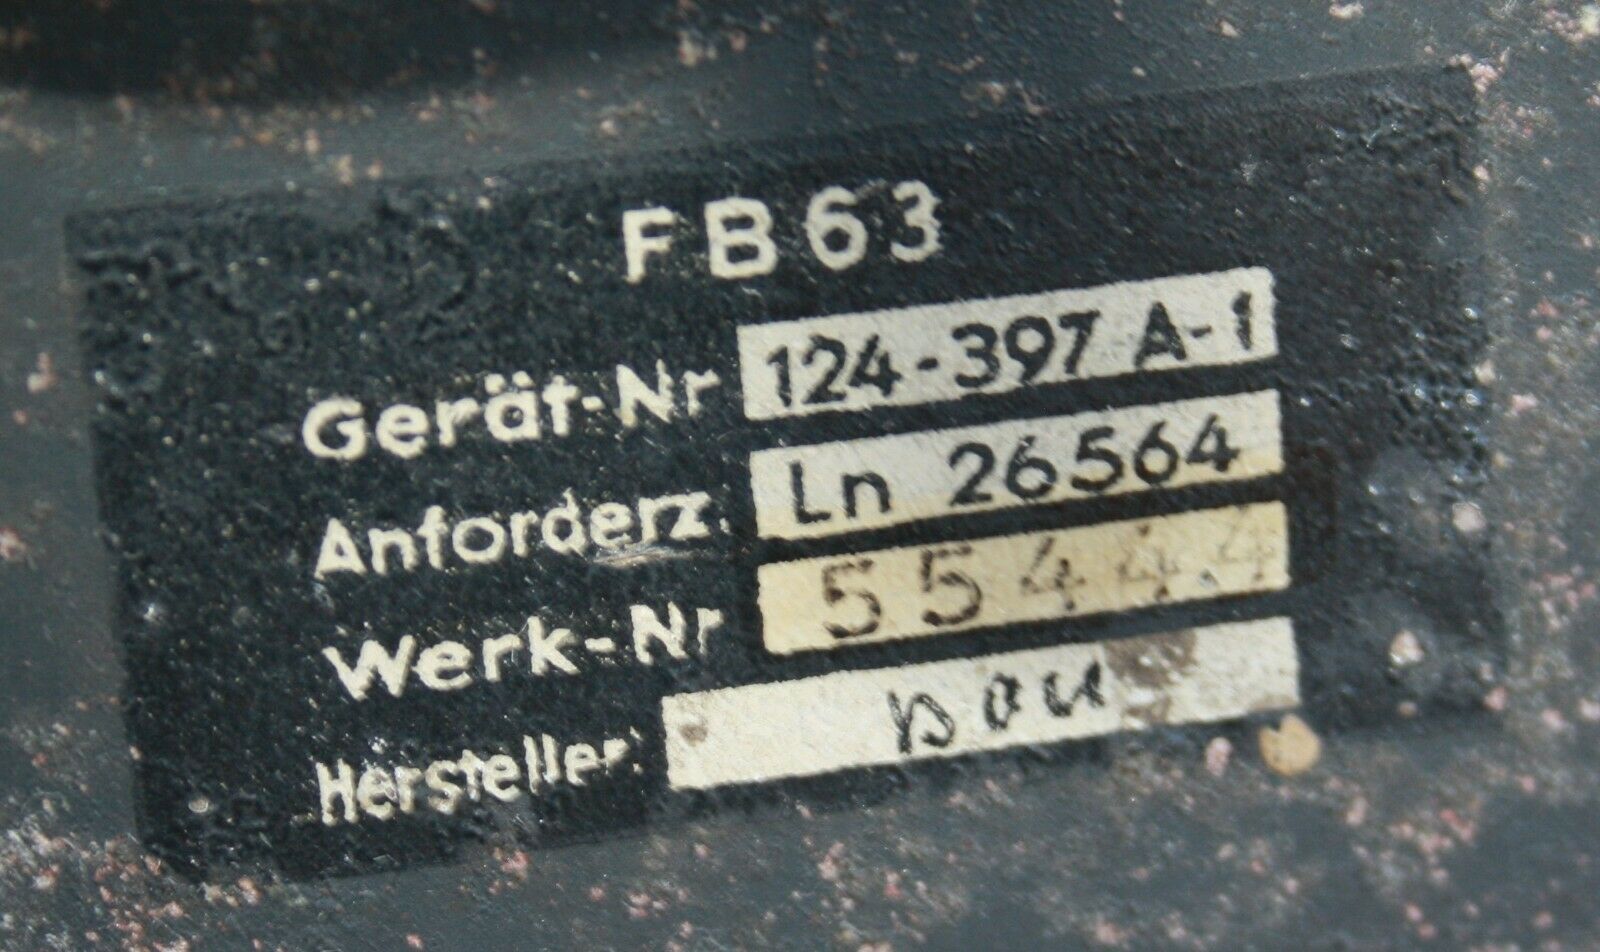 FB63
Gerät-Nr 124-397 A-1
Anforderz. Ln 26564
Werk-Nr 55444
Hersteller: bou